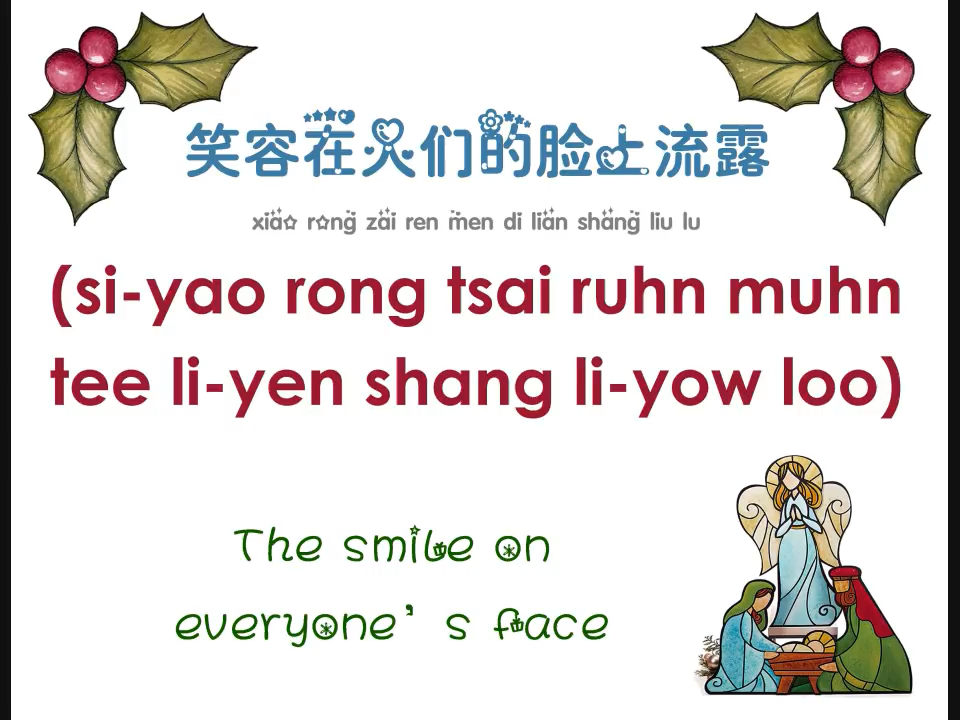 笑容在人们的脸上流露
xiao rong zai ren men di lian shang liu lu
(si-yao rong tsai ruhn muhn
tee li-yen shang li-yow loo)
The smile on
everyone’s face